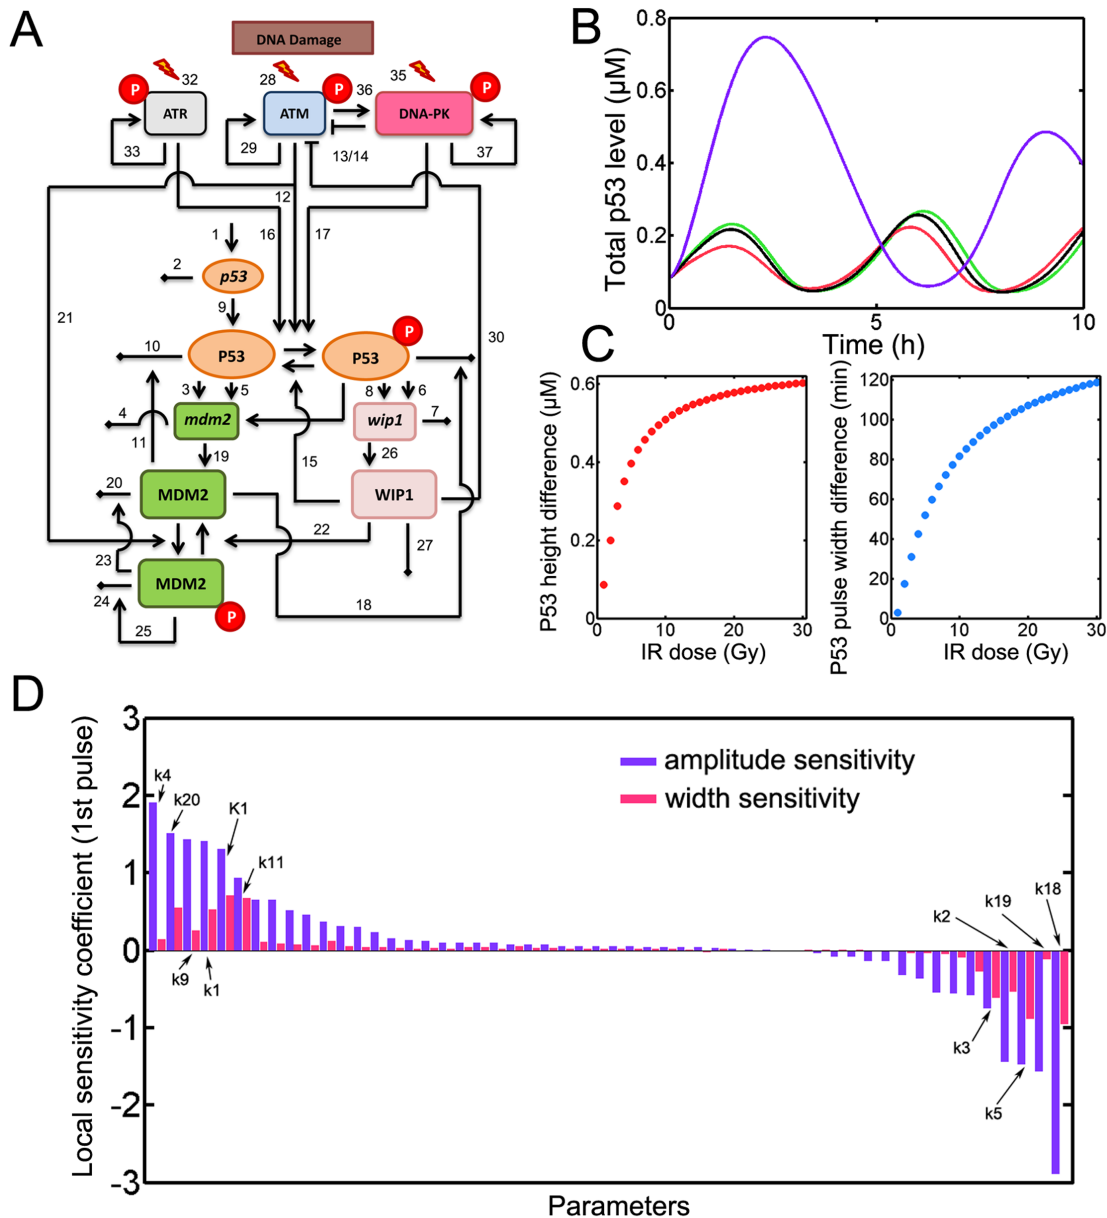 A
DNA Damage
32
28
36
35
P
P
P
ATR
ATM
DNA-PK
33
29
13/14
37
12
1
16
17
2
p53
9
21
30
10
P53
P53
P
3
5
8
6
4
mdm2
wip1
7
11
19
26
15
20
MDM2
WIP1
22
23
27
MDM2
24
P
18
25
B
Total p53 level (µM)
0.8
0.6
0.4
0.2
0
0
5
10
Time (h)
C
P53 height difference (µM)
0.6
0.4
0.2
0
0
10
20
30
IR dose (Gy)
P53 pulse width difference (min)
120
100
80
60
40
20
0
0
10
20
30
IR dose (Gy)
D
Local sensitivity coefficient (1st pulse)
3
2
1
0
-1
-2
-3
amplitude sensitivity
width sensitivity
k4
k20
K1
k11
k9
k1
k2
k19
k18
k3
k5
Parameters